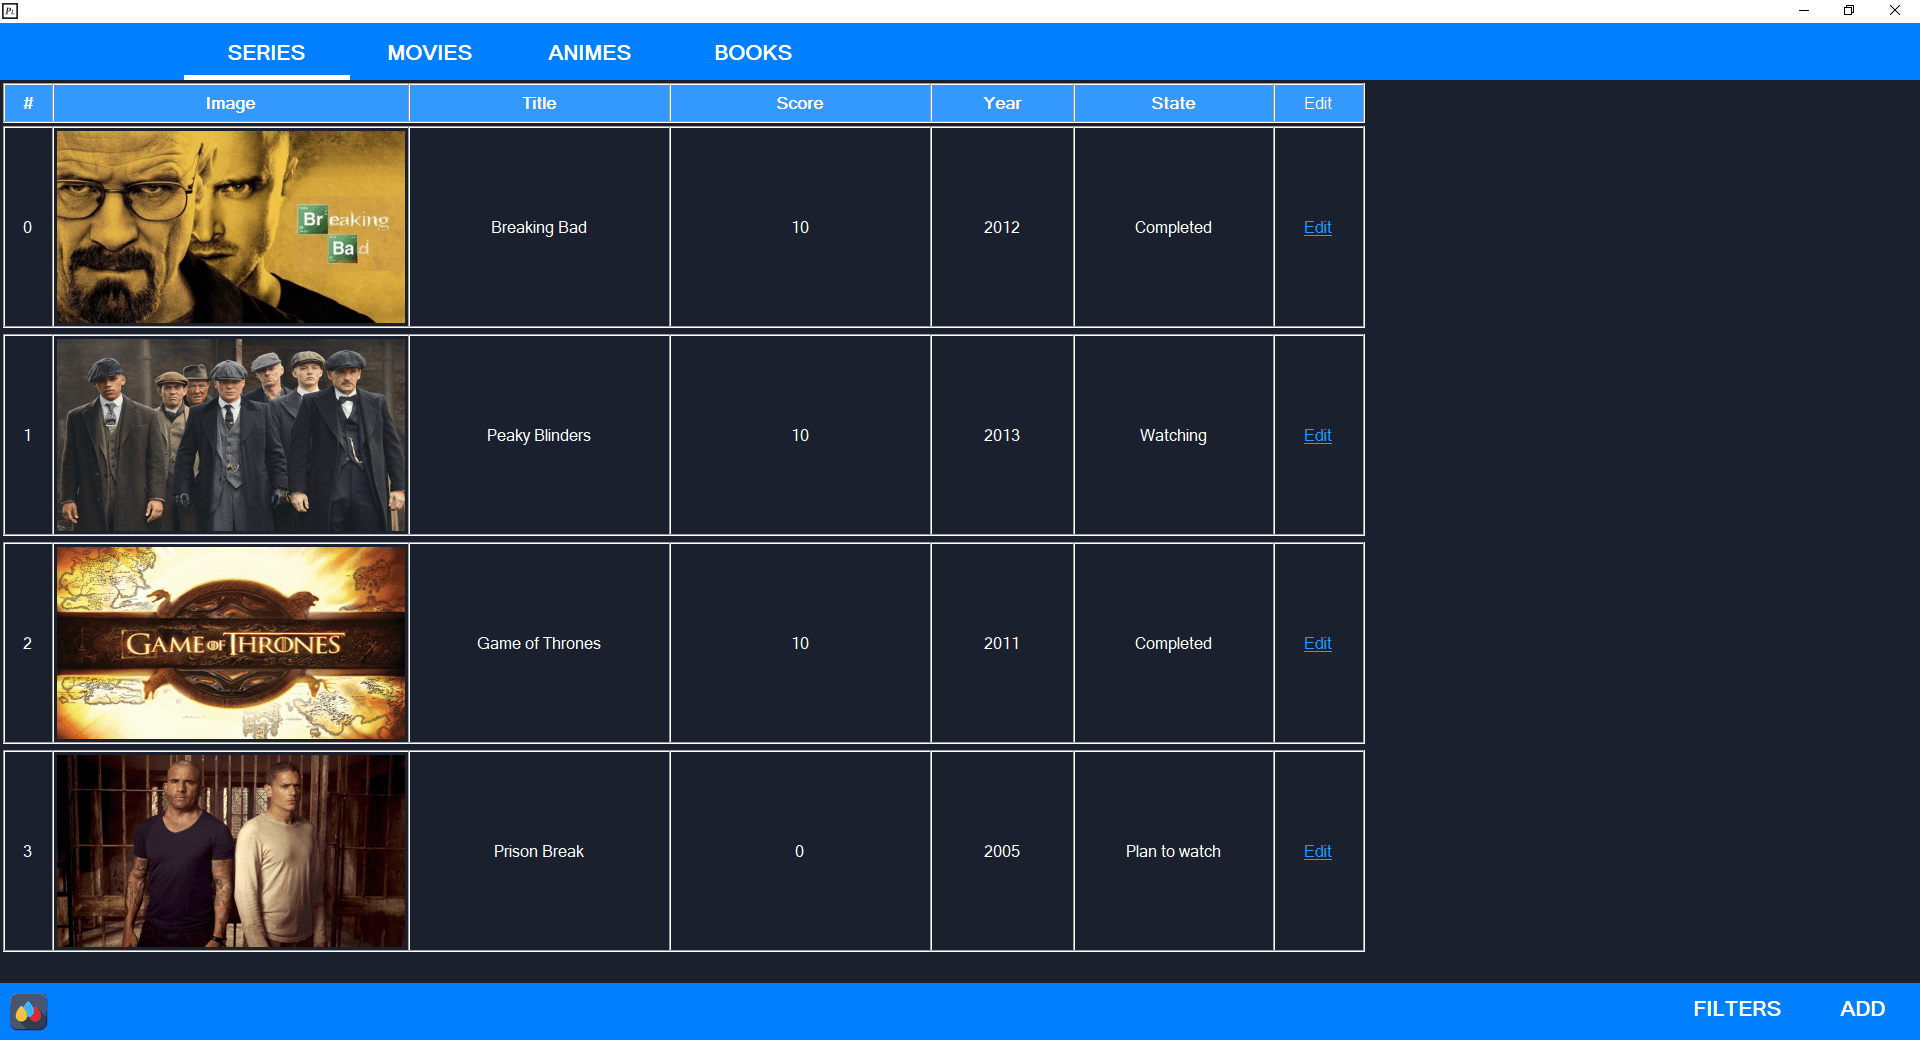 PL
SERIES MOVIES ANIMES BOOKS
# Image Title Score Year State Edit
0 Breaking Bad Breaking Bad 10 2012 Completed Edit
1 Peaky Blinders 10 2013 Watching Edit
2 GAME OF THRONES Game of Thrones 10 2011 Completed Edit
3 Prison Break 0 2005 Plan to watch Edit
FILTERS ADD